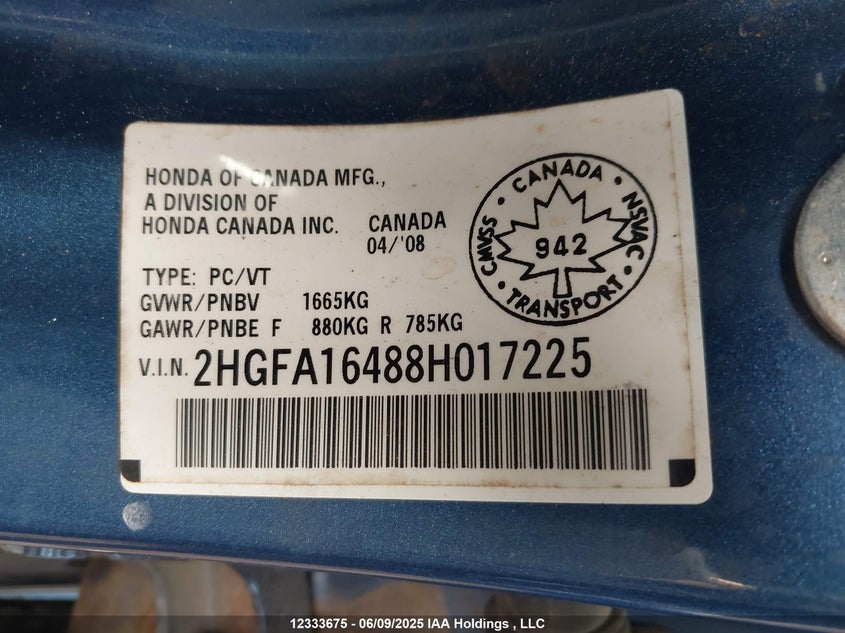 HONDA OF CANADA MFG.,
A DIVISION OF
HONDA CANADA INC. CANADA
04/'08
TYPE: PC/VT
GVWR/PNBV 1665KG
GAWR/PNBE F 880KG R 785KG
V.I.N. 2HGFA16488H017225
CANADA • NSVAC • TRANSPORT • CMVSS •
942
12333675 - 06/09/2025 IAA Holdings , LLC